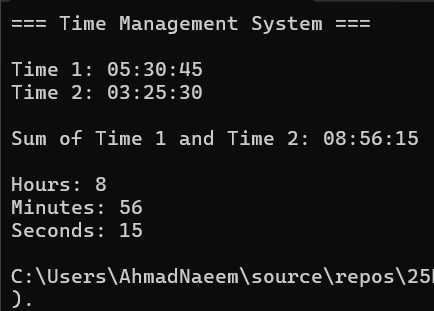 === Time Management System ===
Time 1: 05:30:45
Time 2: 03:25:30
Sum of Time 1 and Time 2: 08:56:15
Hours: 8
Minutes: 56
Seconds: 15
C:\Users\AhmadNaeem\source\repos\25
).